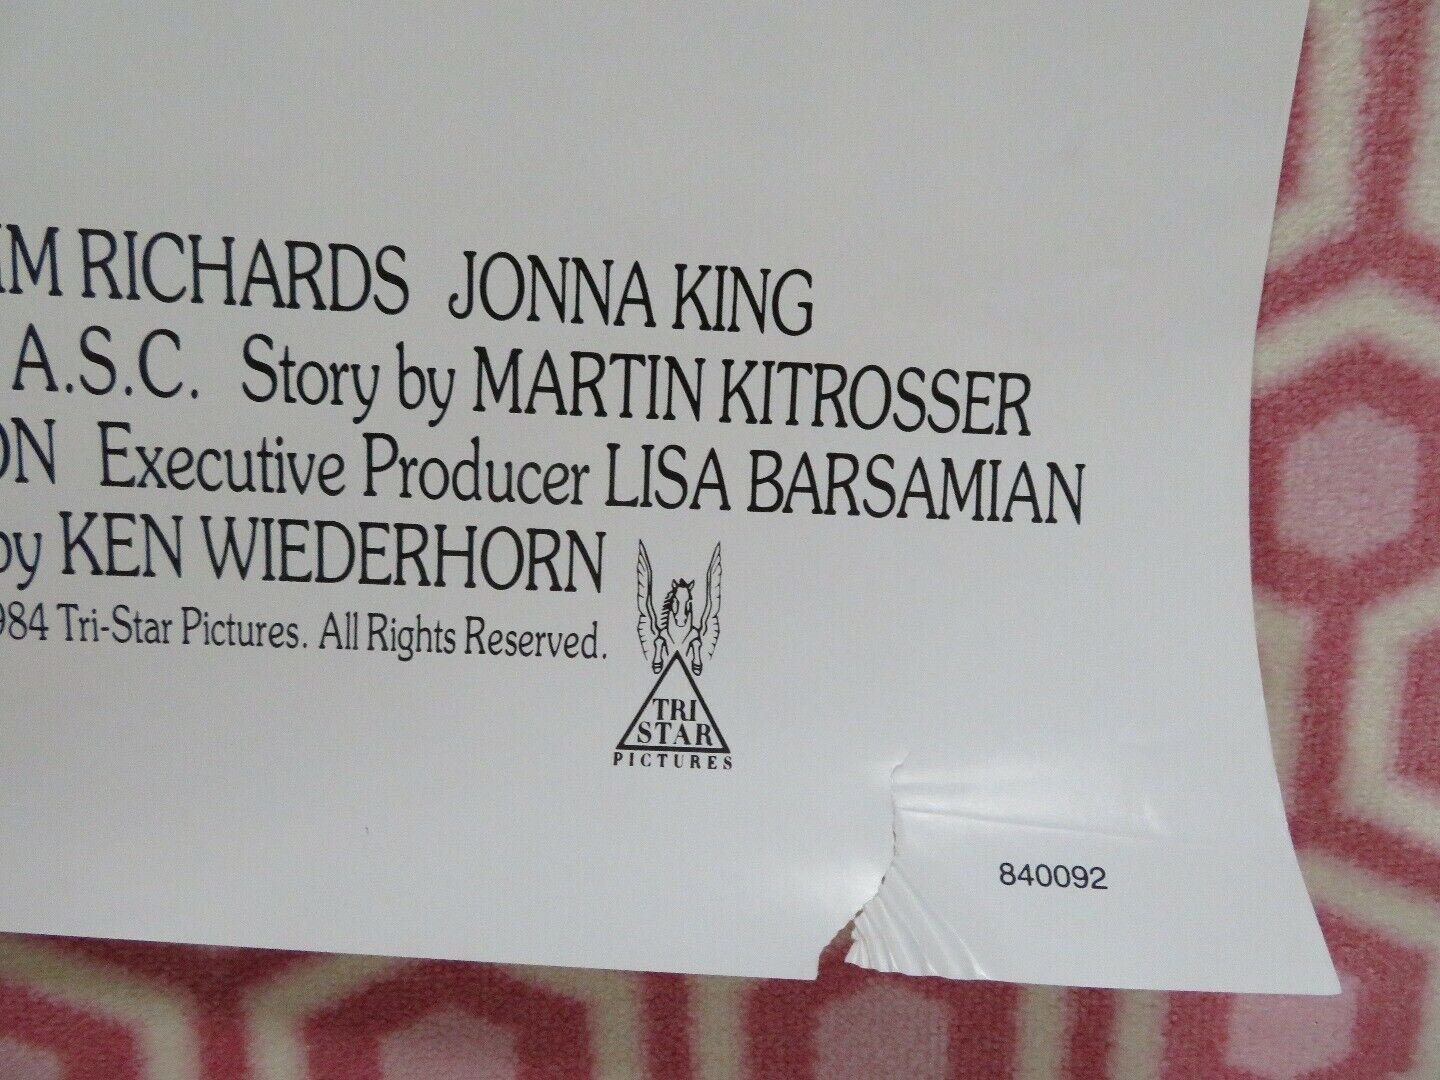 IM RICHARDS JONNA KING
A.S.C. Story by MARTIN KITROSSER
ON Executive Producer LISA BARSAMIAN
by KEN WIEDERHORN
984 Tri-Star Pictures. All Rights Reserved.
TRI
STAR
PICTURES
840092